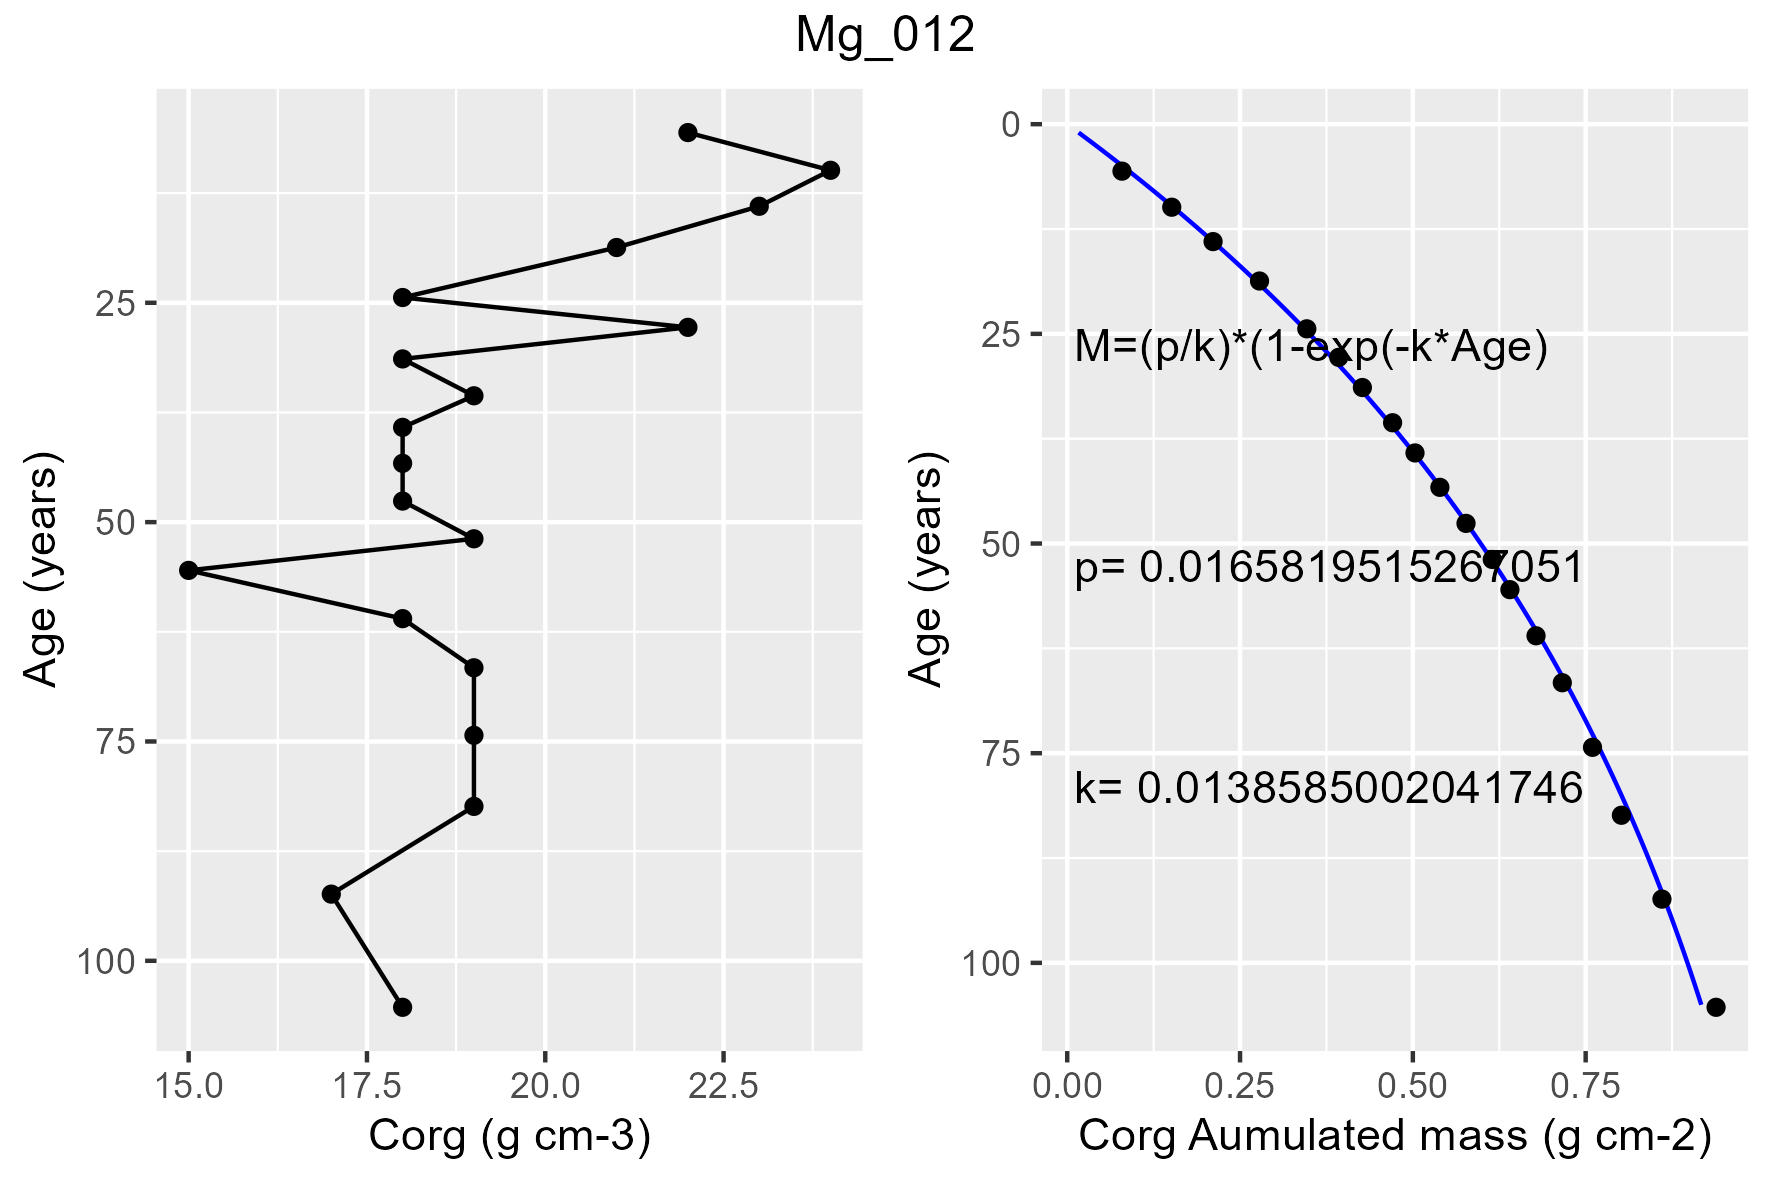 Mg_012
25
50
75
100
15.0 17.5 20.0 22.5
Age (years)
Corg (g cm-3)
0
25
50
75
100
0.00 0.25 0.50 0.75
Age (years)
Corg Aumulated mass (g cm-2)
M=(p/k)*(1-exp(-k*Age)
p= 0.0165819515267051
k= 0.0138585002041746